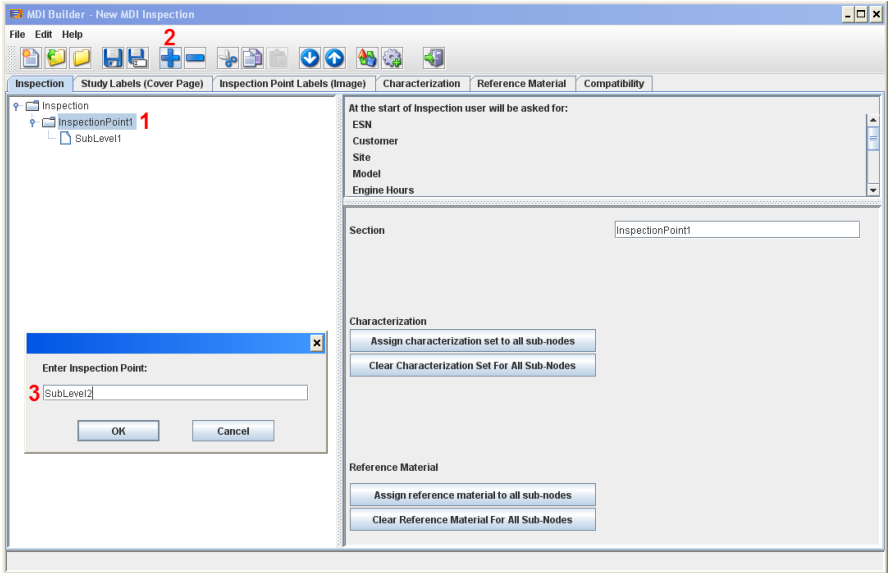 MDI Builder - New MDI Inspection
File Edit Help
2
Inspection Study Labels (Cover Page) Inspection Point Labels (Image) Characterization Reference Material Compatibility
Inspection
InspectionPoint1 1
SubLevel1
At the start of Inspection user will be asked for:
ESN
Customer
Site
Model
Engine Hours
Section InspectionPoint1
Characterization
Assign characterization set to all sub-nodes
Clear Characterization Set For All Sub-Nodes
Enter Inspection Point:
3 SubLevel2
OK Cancel
Reference Material
Assign reference material to all sub-nodes
Clear Reference Material For All Sub-Nodes